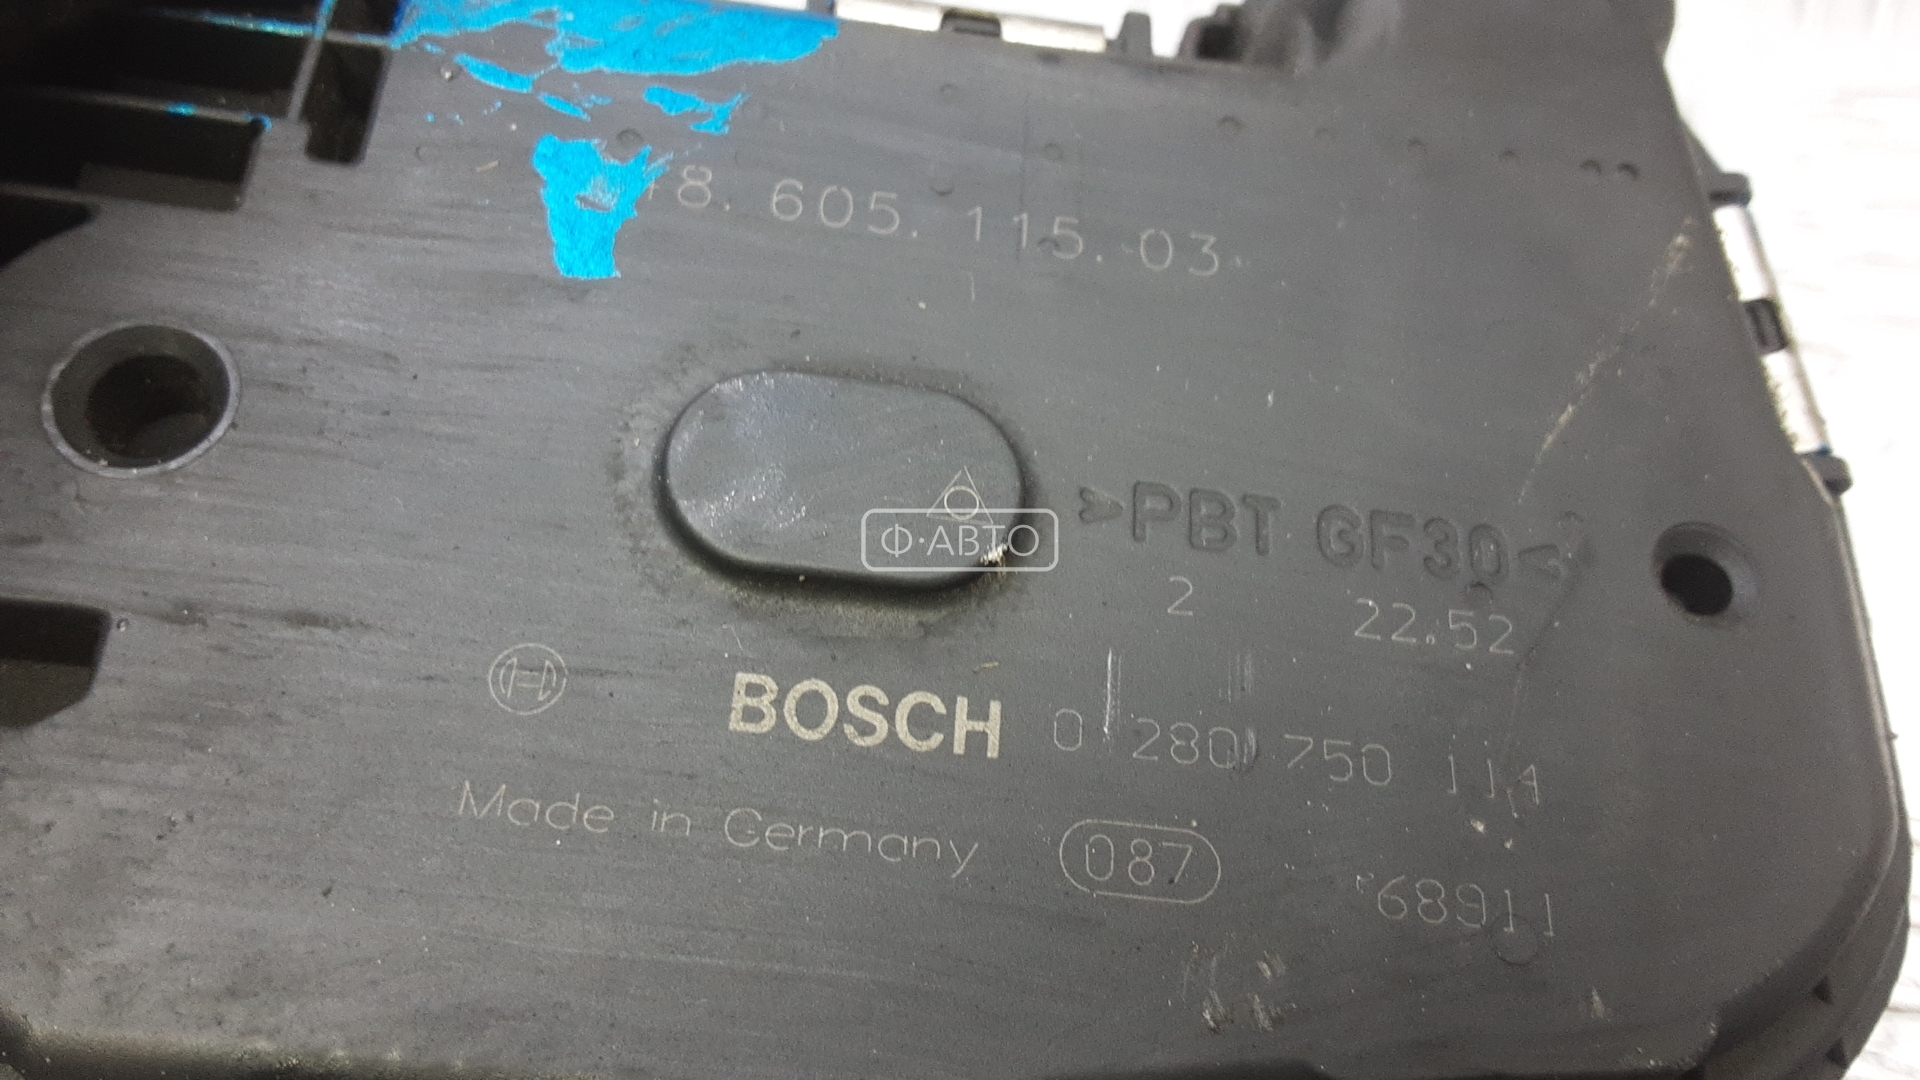 8. 605. 115. 03
Ф·АВТО
>PBT GF30<
2 22.52
BOSCH 0 280 750 114
Made in Germany 087 68911